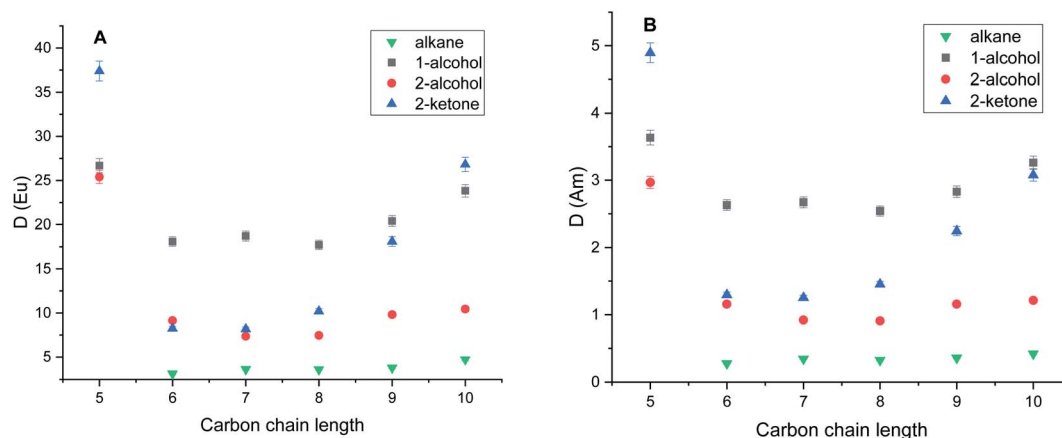 A
alkane
1-alcohol
2-alcohol
2-ketone
40
35
30
25
20
15
10
5
D (Eu)
5 6 7 8 9 10
Carbon chain length
B
alkane
1-alcohol
2-alcohol
2-ketone
5
4
3
2
1
0
D (Am)
5 6 7 8 9 10
Carbon chain length